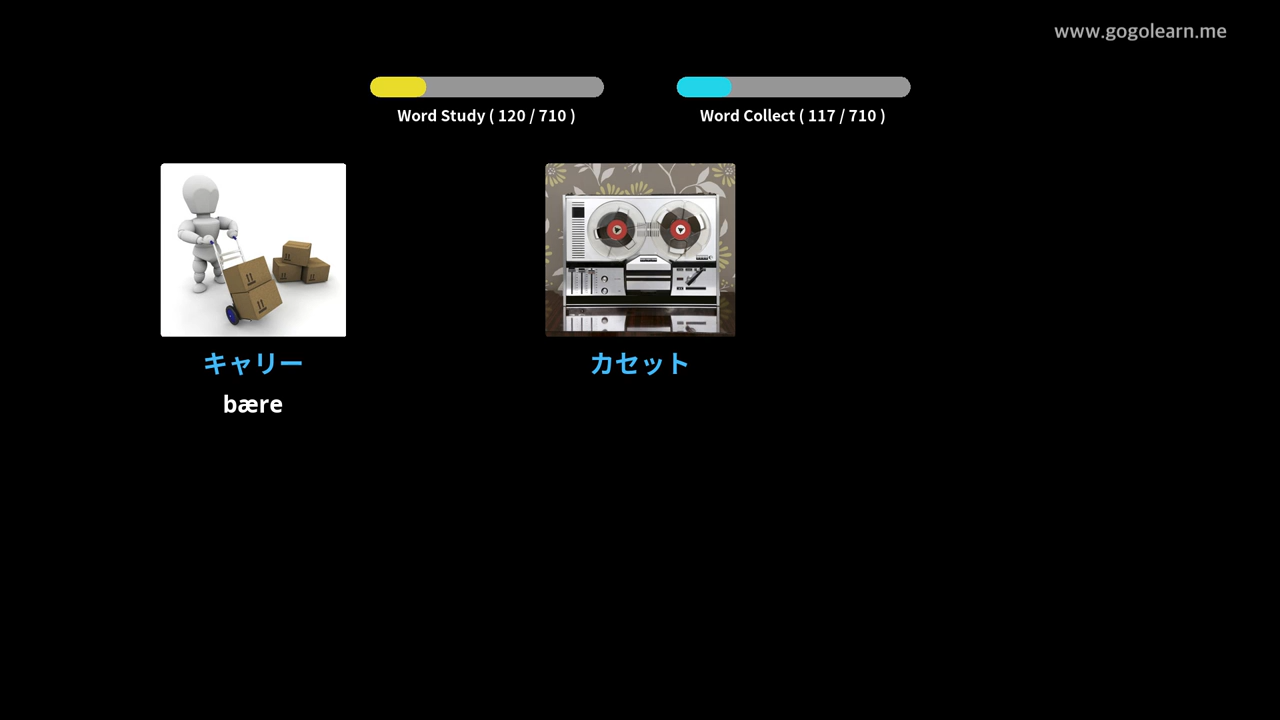 www.gogolearn.me
Word Study ( 120 / 710 )
Word Collect ( 117 / 710 )
キャリー
カセット
bære